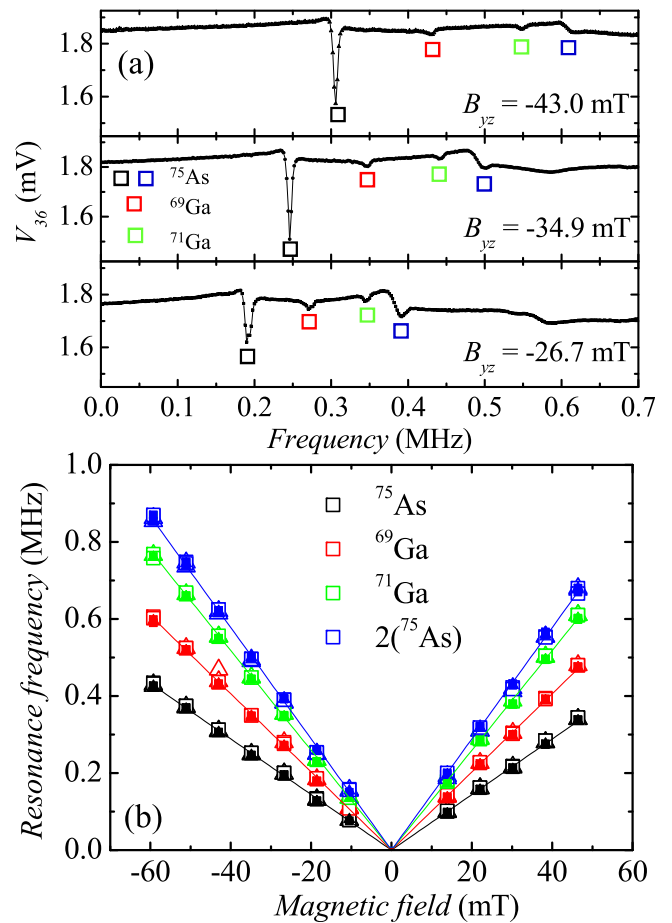 1.8
1.6
(a)
B_yz = -43.0 mT
V_36 (mV)
1.8
1.6
75As
69Ga
71Ga
B_yz = -34.9 mT
1.8
1.6
B_yz = -26.7 mT
0.0 0.1 0.2 0.3 0.4 0.5 0.6 0.7
Frequency (MHz)
Resonance frequency (MHz)
1.0
0.8
0.6
0.4
0.2
0.0
75As
69Ga
71Ga
2(75As)
(b)
-60 -40 -20 0 20 40 60
Magnetic field (mT)